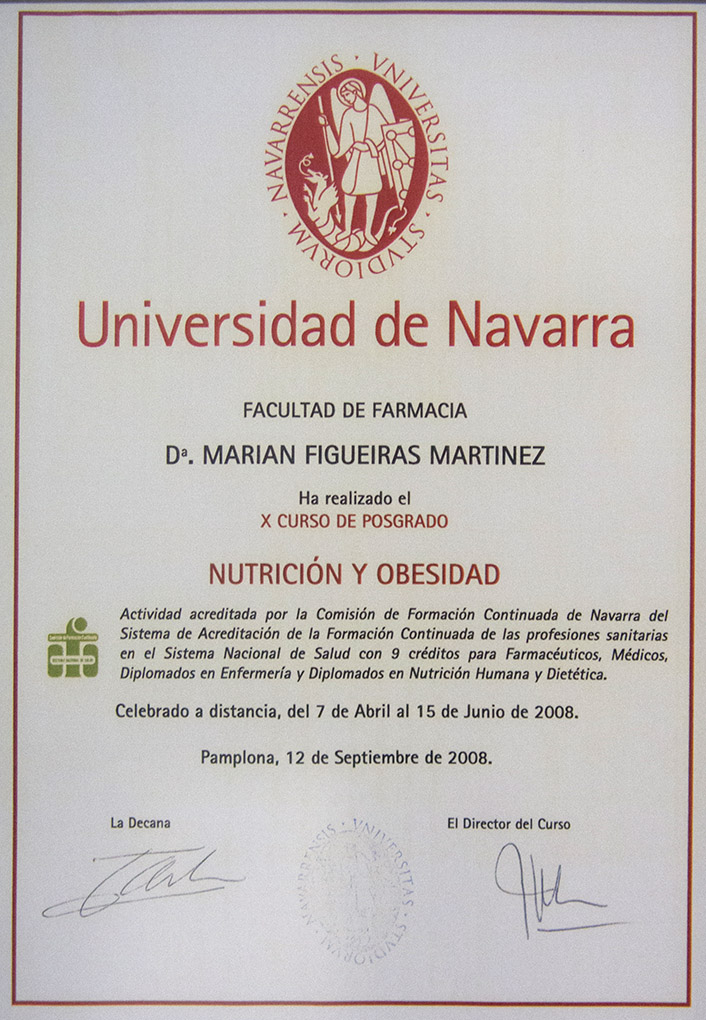 NAVARRENSIS · VNIVERSITAS · STVDIORVM ·
Universidad de Navarra
FACULTAD DE FARMACIA
Dª. MARIAN FIGUEIRAS MARTINEZ
Ha realizado el
X CURSO DE POSGRADO
NUTRICIÓN Y OBESIDAD
Actividad acreditada por la Comisión de Formación Continuada de Navarra del
Sistema de Acreditación de la Formación Continuada de las profesiones sanitarias
en el Sistema Nacional de Salud con 9 créditos para Farmacéuticos, Médicos,
Diplomados en Enfermería y Diplomados en Nutrición Humana y Dietética.
Celebrado a distancia, del 7 de Abril al 15 de Junio de 2008.
Pamplona, 12 de Septiembre de 2008.
La Decana
El Director del Curso
NAVARRENSIS · VNIVERSITAS · STVDIORVM ·